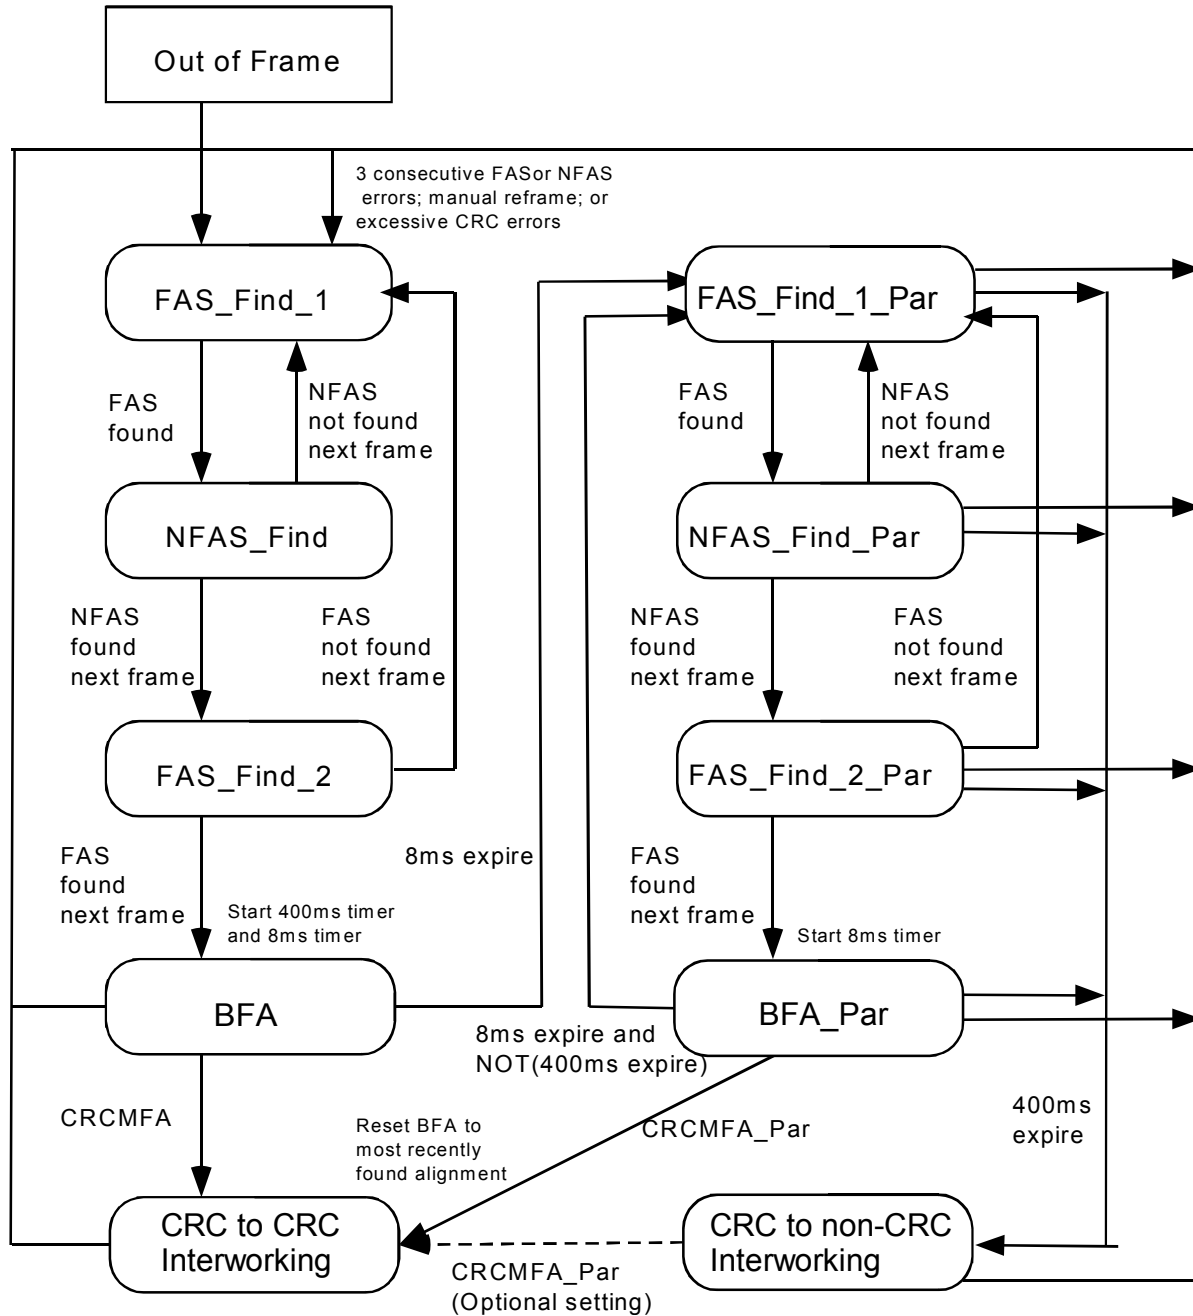 Out of Frame
3 consecutive FASor NFAS
errors; manual reframe; or
excessive CRC errors
FAS_Find_1
FAS
found
NFAS
not found
next frame
NFAS_Find
NFAS
found
next frame
FAS
not found
next frame
FAS_Find_2
FAS
found
next frame
Start 400ms timer
and 8ms timer
8ms expire
BFA
CRCMFA
CRC to CRC
Interworking
FAS_Find_1_Par
FAS
found
NFAS
not found
next frame
NFAS_Find_Par
NFAS
found
next frame
FAS
not found
next frame
FAS_Find_2_Par
FAS
found
next frame
Start 8ms timer
BFA_Par
8ms expire and
NOT(400ms expire)
Reset BFA to
most recently
found alignment
CRCMFA_Par
400ms
expire
CRC to non-CRC
Interworking
CRCMFA_Par
(Optional setting)